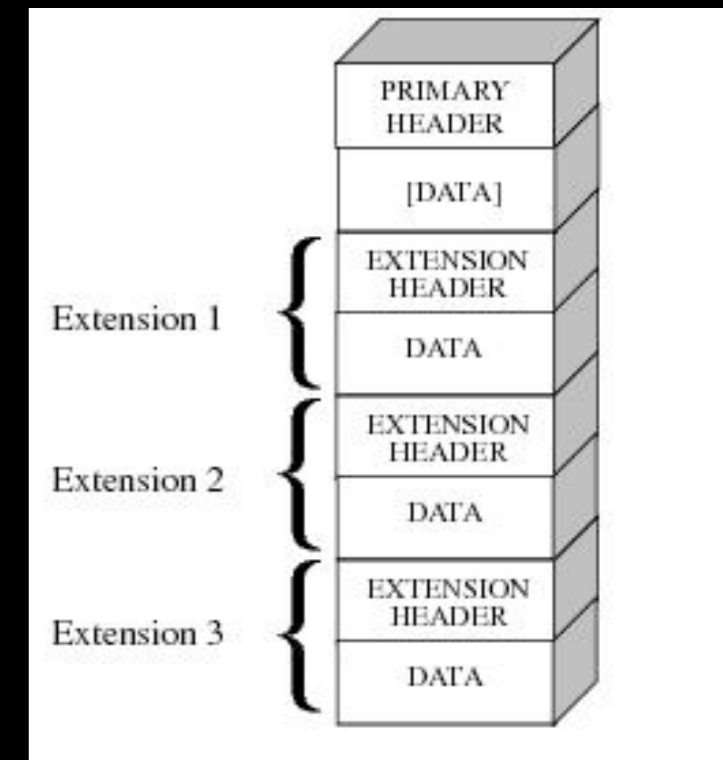 PRIMARY
HEADER
[DATA]
Extension 1
EXTENSION
HEADER
DATA
Extension 2
EXTENSION
HEADER
DATA
Extension 3
EXTENSION
HEADER
DATA